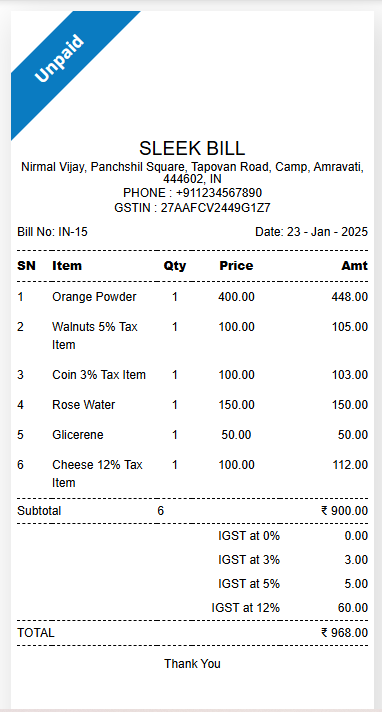 Unpaid
SLEEK BILL
Nirmal Vijay, Panchshil Square, Tapovan Road, Camp, Amravati,
444602, IN
PHONE : +911234567890
GSTIN : 27AAFCV2449G1Z7
Bill No: IN-15 Date: 23 - Jan - 2025
SN Item Qty Price Amt
1 Orange Powder 1 400.00 448.00
2 Walnuts 5% Tax 1 100.00 105.00
Item
3 Coin 3% Tax Item 1 100.00 103.00
4 Rose Water 1 150.00 150.00
5 Glicerene 1 50.00 50.00
6 Cheese 12% Tax 1 100.00 112.00
Item
Subtotal 6 ₹ 900.00
IGST at 0% 0.00
IGST at 3% 3.00
IGST at 5% 5.00
IGST at 12% 60.00
TOTAL ₹ 968.00
Thank You